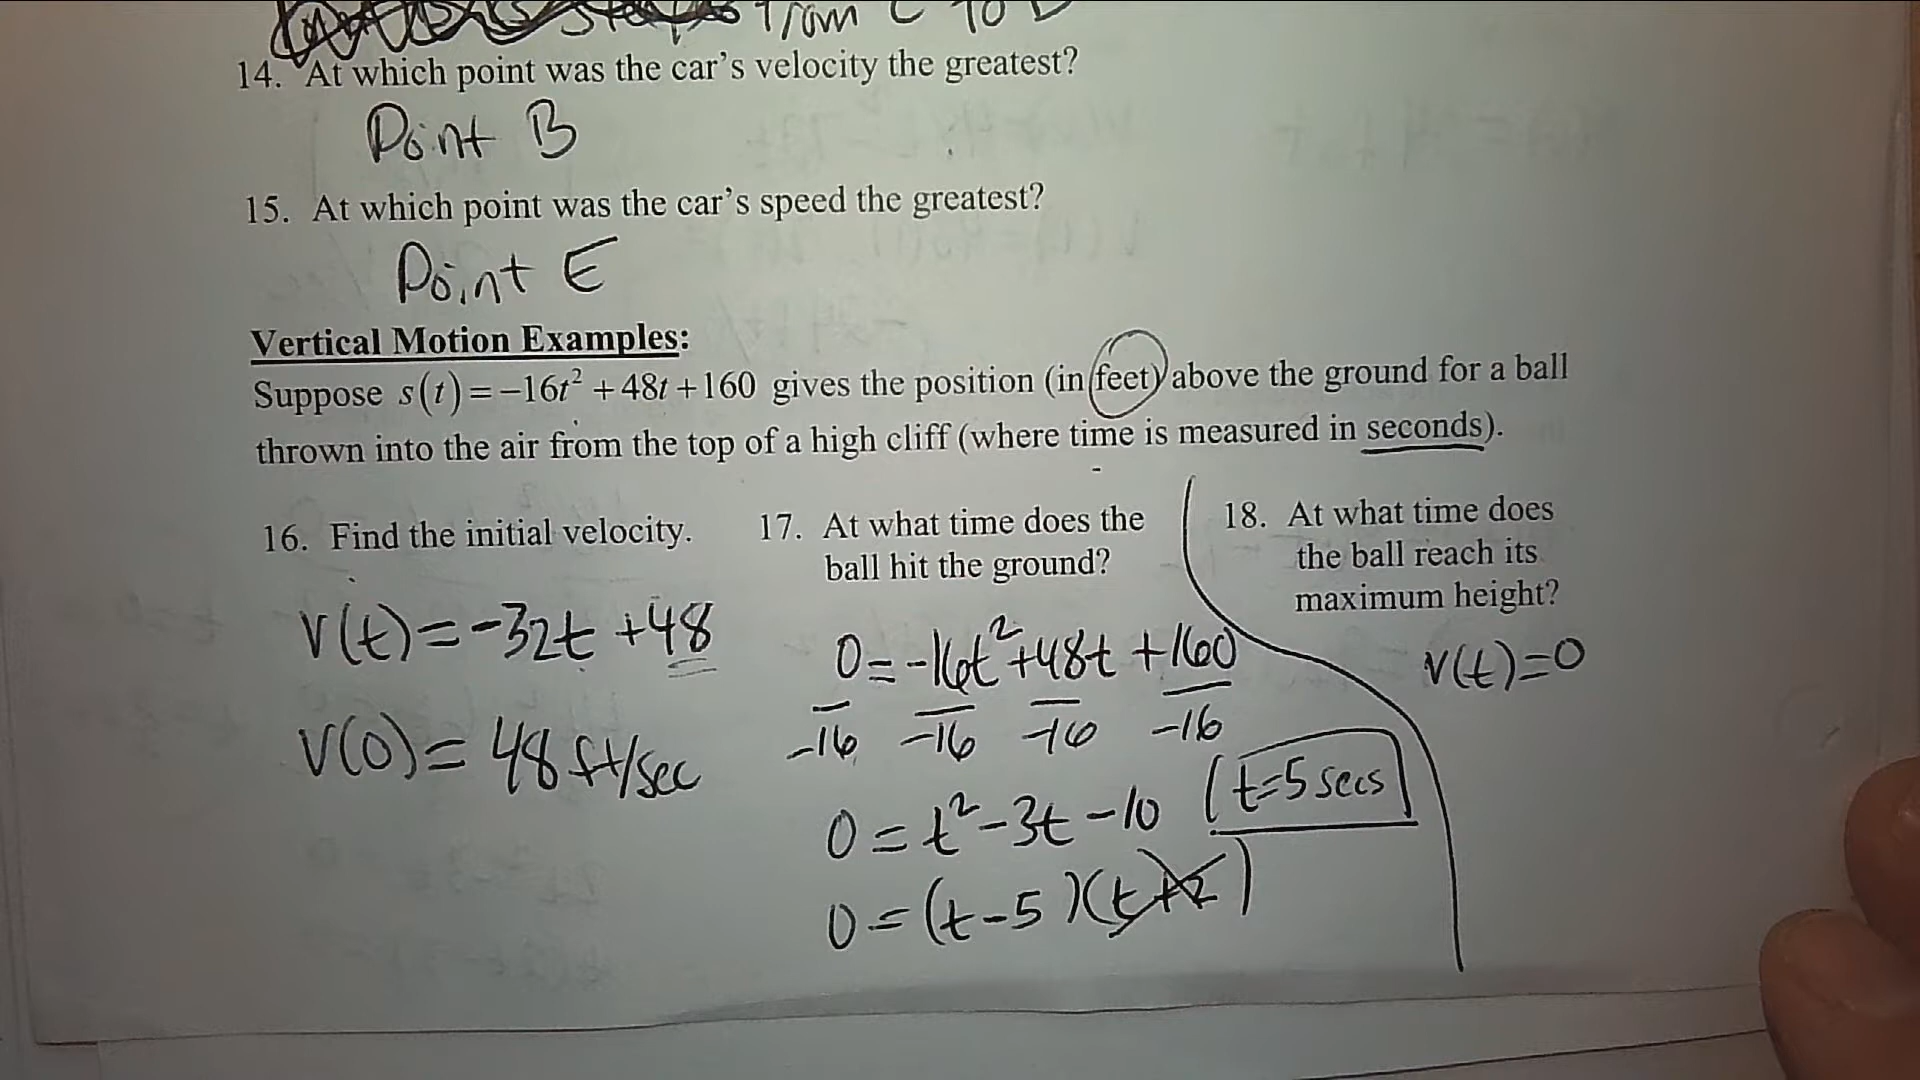 from C to D
14. At which point was the car's velocity the greatest?
Point B
15. At which point was the car's speed the greatest?
Point E
Vertical Motion Examples:
Suppose s(t)=−16t²+48t+160 gives the position (in feet) above the ground for a ball
thrown into the air from the top of a high cliff (where time is measured in seconds).
16. Find the initial velocity.
v(t)=-32t+48
v(0)=48 ft/sec
17. At what time does the
ball hit the ground?
0=-16t²+48t+160
-16 -16 -16 -16
0=t²-3t-10
t=5 secs
0=(t-5)(t+2)
18. At what time does
the ball reach its
maximum height?
v(t)=0